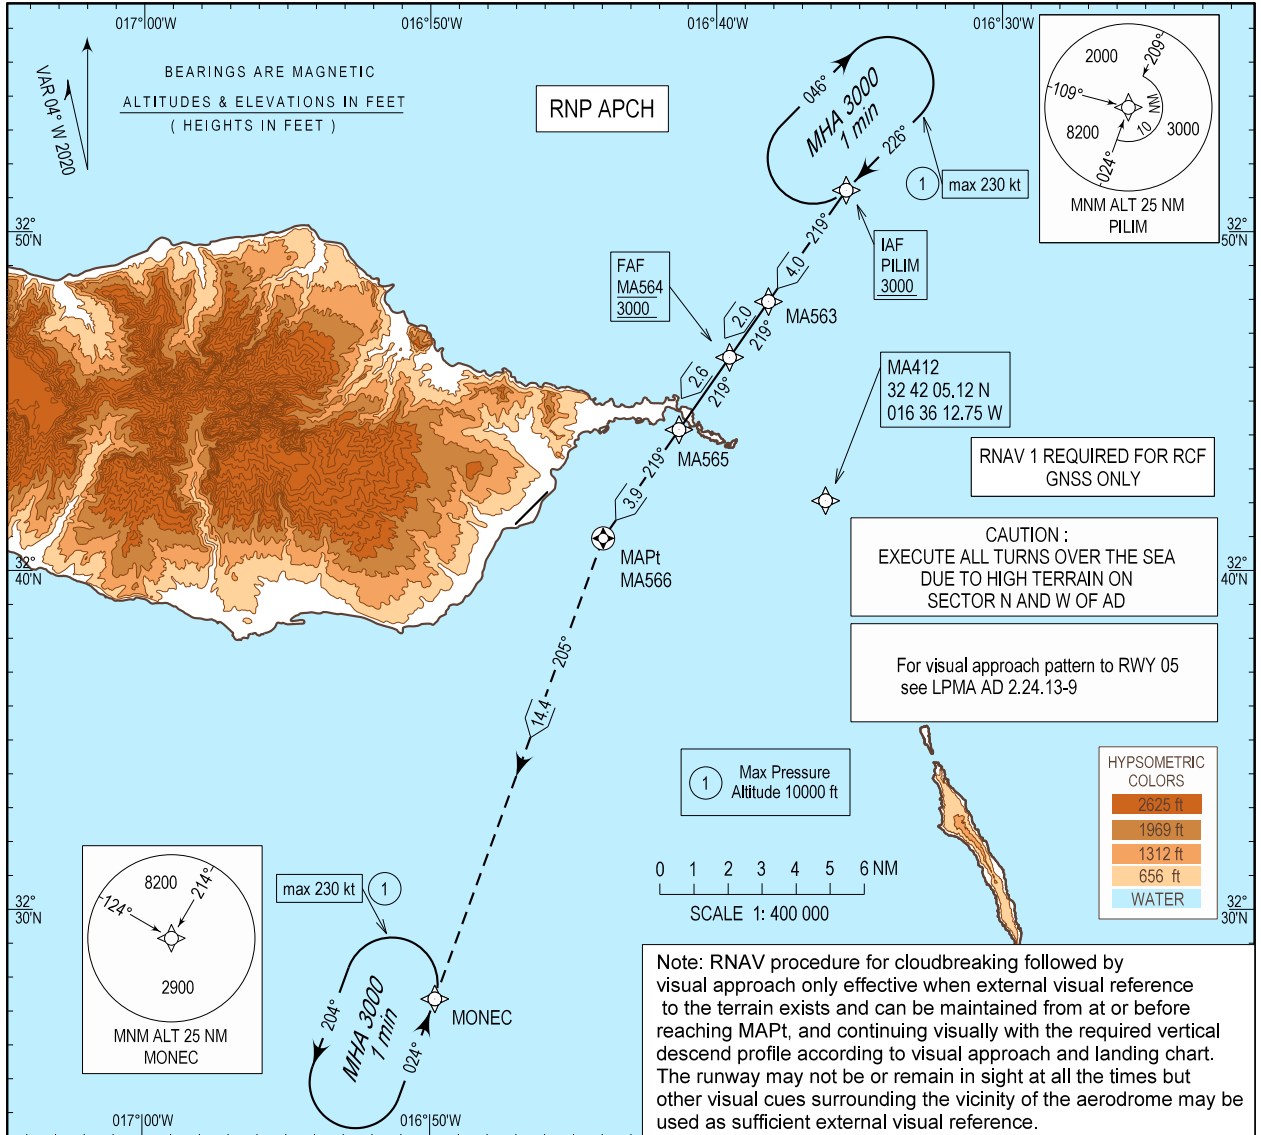 017°00'W
016°50'W
016°40'W
016°30'W
VAR 04° W 2020
BEARINGS ARE MAGNETIC
ALTITUDES & ELEVATIONS IN FEET
( HEIGHTS IN FEET )
RNP APCH
046°
MHA 3000
1 min
226°
1
max 230 kt
2000
209°
109°
8200
10 NM
3000
024°
MNM ALT 25 NM
PILIM
32°
50'N
32°
50'N
219°
IAF
PILIM
3000
4.0
FAF
MA564
3000
MA563
2.0
219°
2.6
219°
MA412
32 42 05.12 N
016 36 12.75 W
MA565
219°
3.9
RNAV 1 REQUIRED FOR RCF
GNSS ONLY
CAUTION :
EXECUTE ALL TURNS OVER THE SEA
DUE TO HIGH TERRAIN ON
SECTOR N AND W OF AD
32°
40'N
32°
40'N
MAPt
MA566
205°
14.4
For visual approach pattern to RWY 05
see LPMA AD 2.24.13-9
1
Max Pressure
Altitude 10000 ft
HYPSOMETRIC
COLORS
2625 ft
1969 ft
1312 ft
656 ft
WATER
0 1 2 3 4 5 6 NM
SCALE 1: 400 000
32°
30'N
32°
30'N
8200
214°
124°
2900
MNM ALT 25 NM
MONEC
max 230 kt
1
204°
MHA 3000
1 min
024°
MONEC
Note: RNAV procedure for cloudbreaking followed by
visual approach only effective when external visual reference
to the terrain exists and can be maintained from at or before
reaching MAPt, and continuing visually with the required vertical
descend profile according to visual approach and landing chart.
The runway may not be or remain in sight at all the times but
other visual cues surrounding the vicinity of the aerodrome may be
used as sufficient external visual reference.
017°00'W
016°50'W